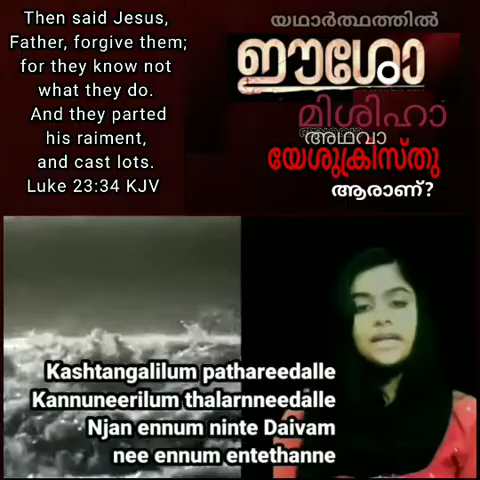 Then said Jesus,
Father, forgive them;
for they know not
what they do.
And they parted
his raiment,
and cast lots.
Luke 23:34 KJV
യഥാർത്ഥത്തിൽ
ഈശോ
മിശിഹാ
അഥവാ
യേശുക്രിസ്തു
ആരാണ്?
Kashtangalilum pathareedalle
Kannuneerilum thalarnneedalle
Njan ennum ninte Daivam
nee ennum entethanne